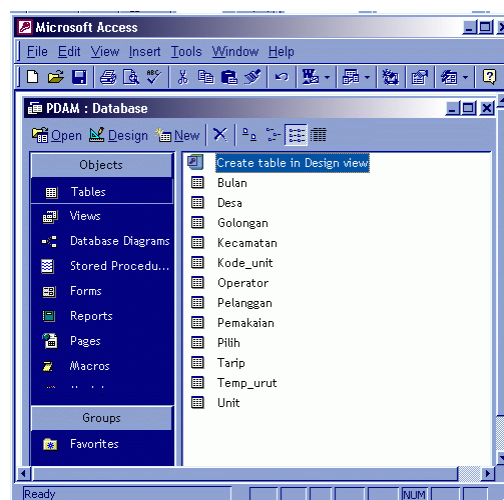 Microsoft Access
File Edit View Insert Tools Window Help
PDAM : Database
Open Design New
Objects
Tables
Views
Database Diagrams
Stored Procedu...
Forms
Reports
Pages
Macros
Groups
Favorites
Create table in Design view
Bulan
Desa
Golongan
Kecamatan
Kode_unit
Operator
Pelanggan
Pemakaian
Pilih
Tarip
Temp_urut
Unit
Ready
NUM